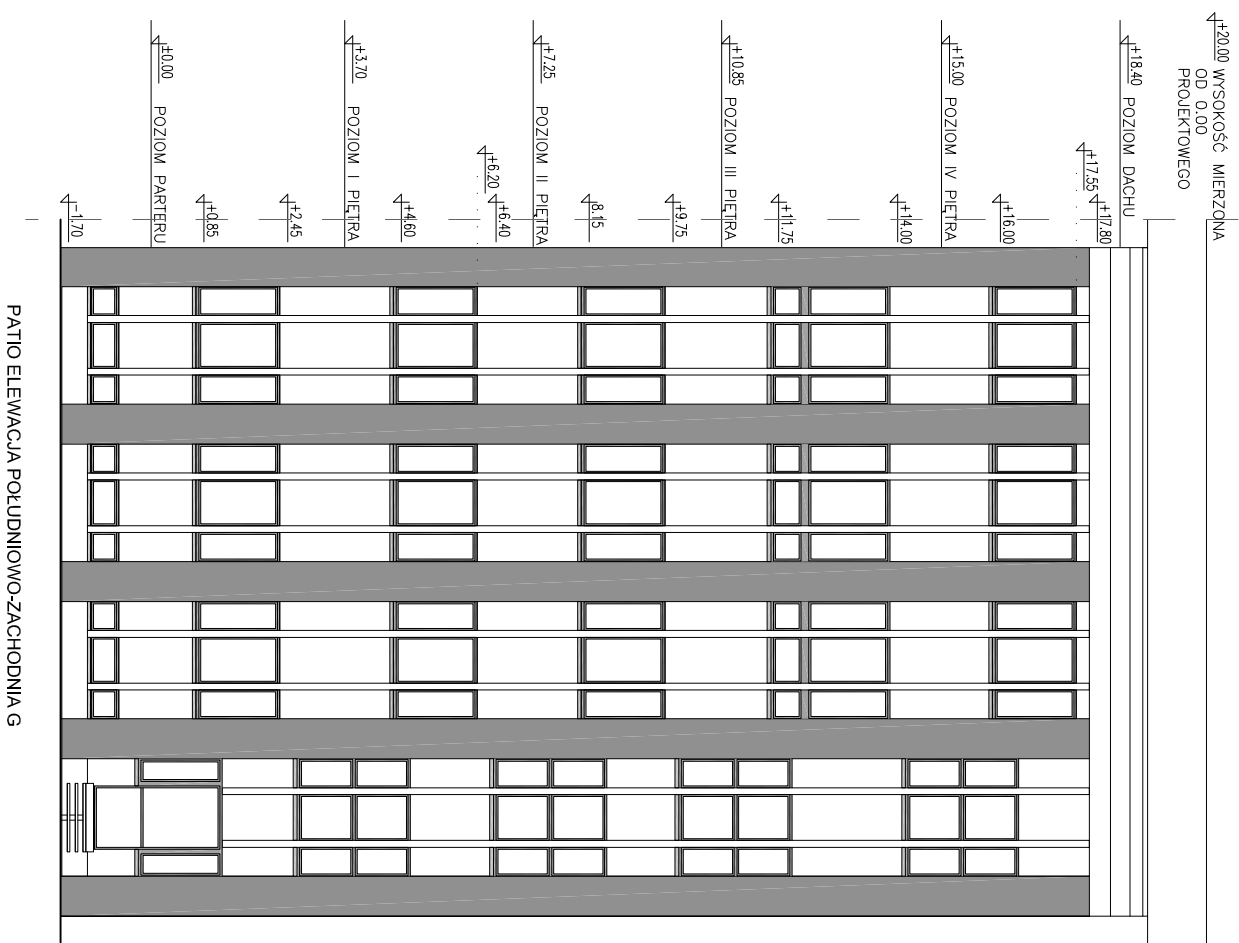 +20.00 WYSOKOŚĆ MIERZONA
OD 0.00
PROJEKTOWEGO
+18.40 POZIOM DACHU
+17.80
+17.55
+16.00
+15.00 POZIOM IV PIĘTRA
+14.00
+11.75
+10.85 POZIOM III PIĘTRA
+9.75
8.15
+7.25 POZIOM II PIĘTRA
+6.40
+6.20
+4.60
+3.70 POZIOM I PIĘTRA
+2.45
+0.85
±0.00 POZIOM PARTERU
-1.70
PATIO ELEWACJA POŁUDNIOWO-ZACHODNIA G